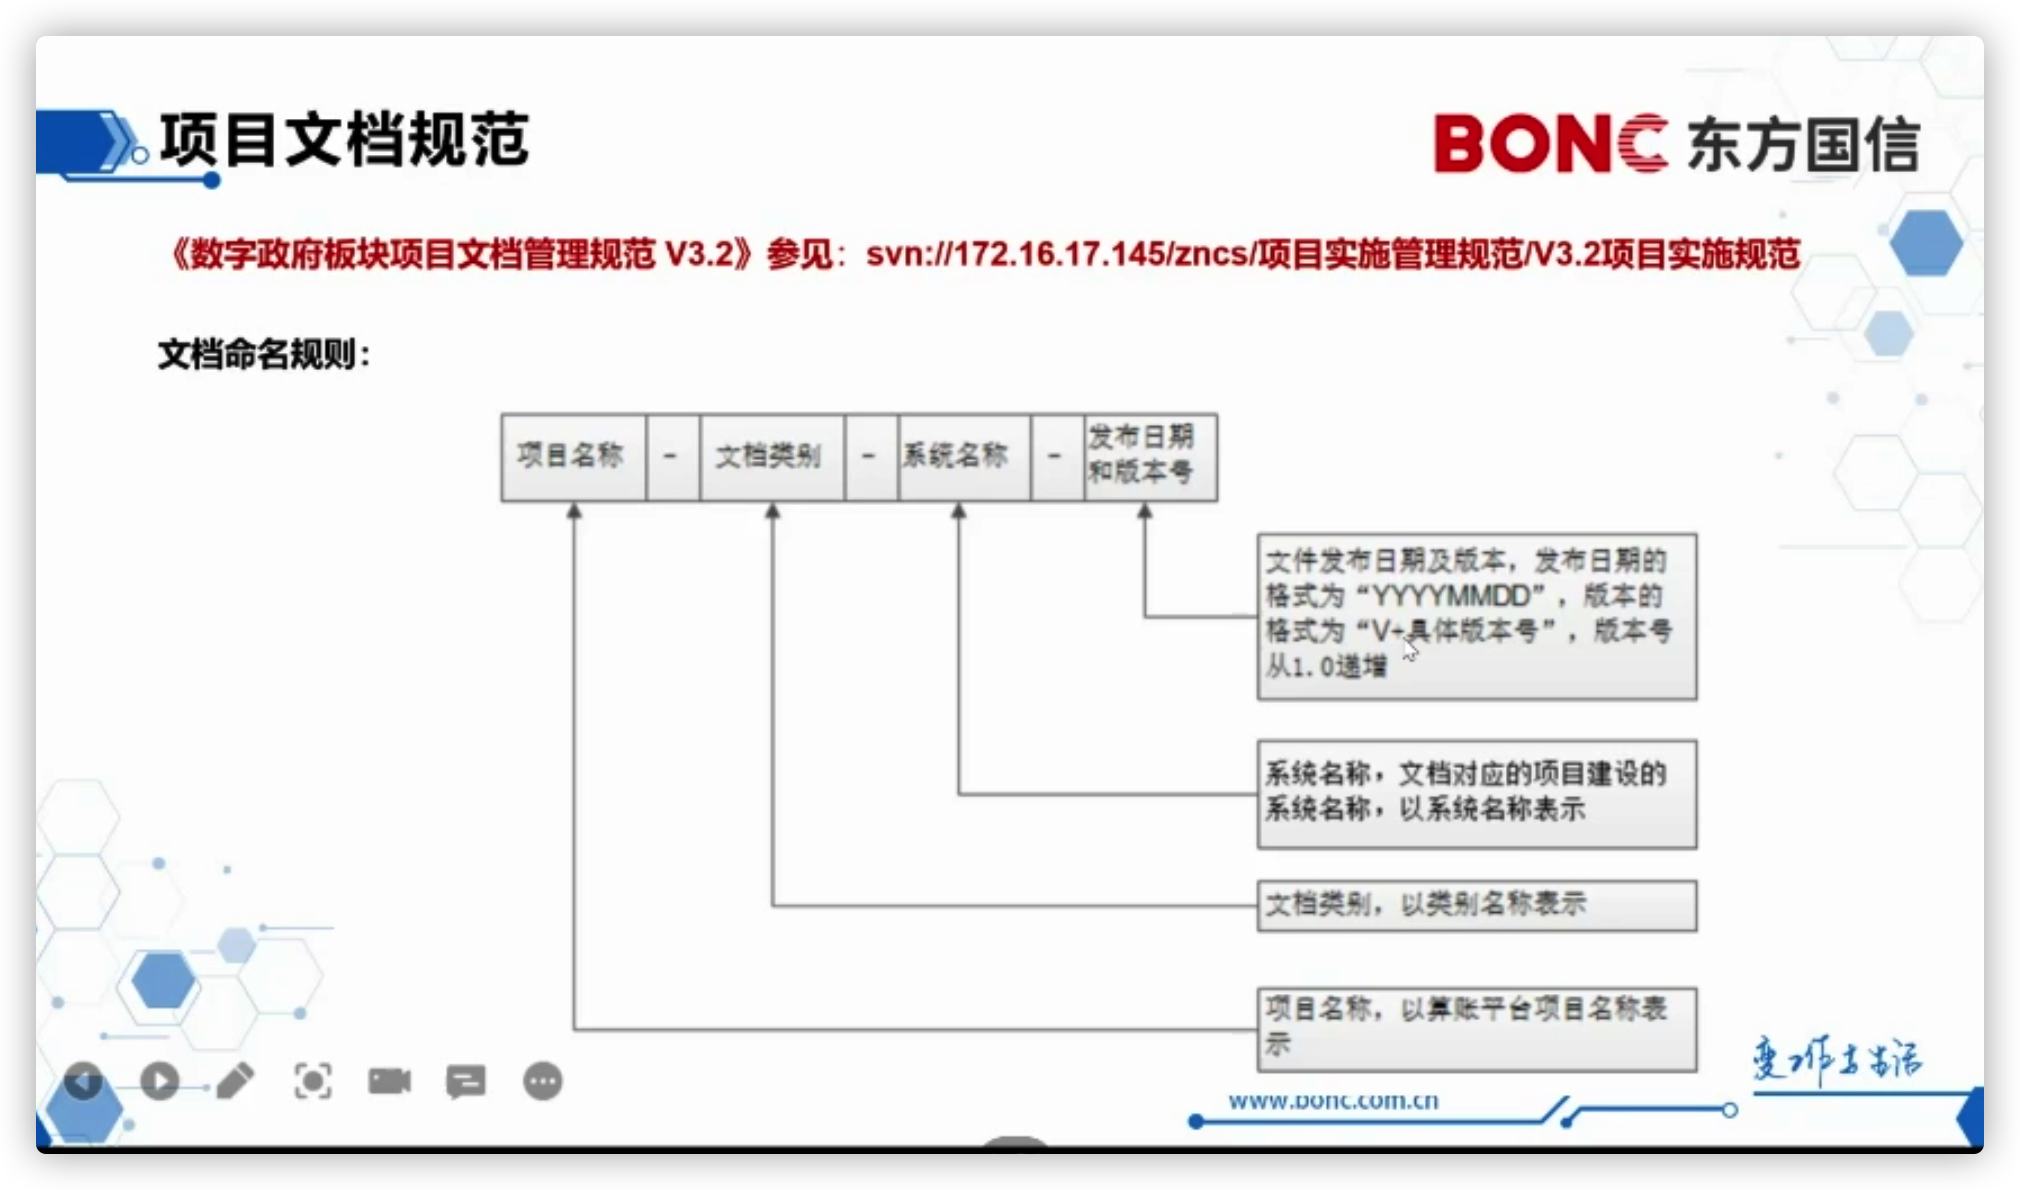 项目文档规范
BONC 东方国信
《数字政府板块项目文档管理规范 V3.2》参见：svn://172.16.17.145/zncs/项目实施管理规范/V3.2项目实施规范
文档命名规则：
项目名称 - 文档类别 - 系统名称 - 发布日期
和版本号
文件发布日期及版本，发布日期的
格式为“YYYYMMDD”，版本的
格式为“V+具体版本号”，版本号
从1.0递增
系统名称，文档对应的项目建设的
系统名称，以系统名称表示
文档类别，以类别名称表示
项目名称，以算账平台项目名称表
示
www.bonc.com.cn